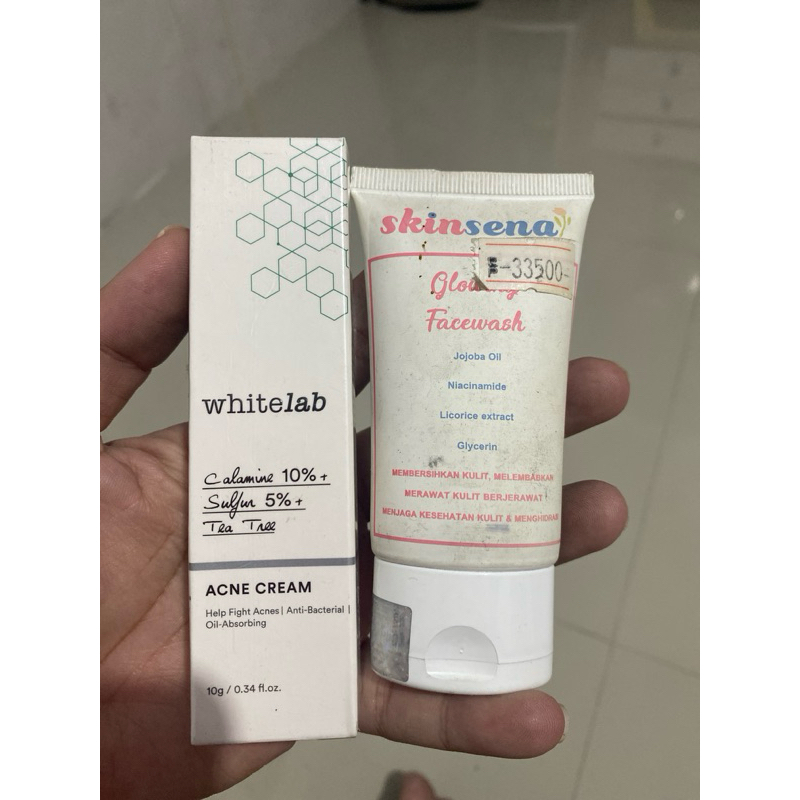 whitelab
Calamine 10% +
Sulfur 5% +
Tea Tree
ACNE CREAM
Help Fight Acnes | Anti-Bacterial |
Oil-Absorbing
10g / 0.34 fl.oz.
skinsena
33500-
Facewash
Jojoba Oil
Niacinamide
Licorice extract
Glycerin
MEMBERSIHKAN KULIT, MELEMBABKAN
MERAWAT KULIT BERJERAWAT
MENJAGA KESEHATAN KULIT &